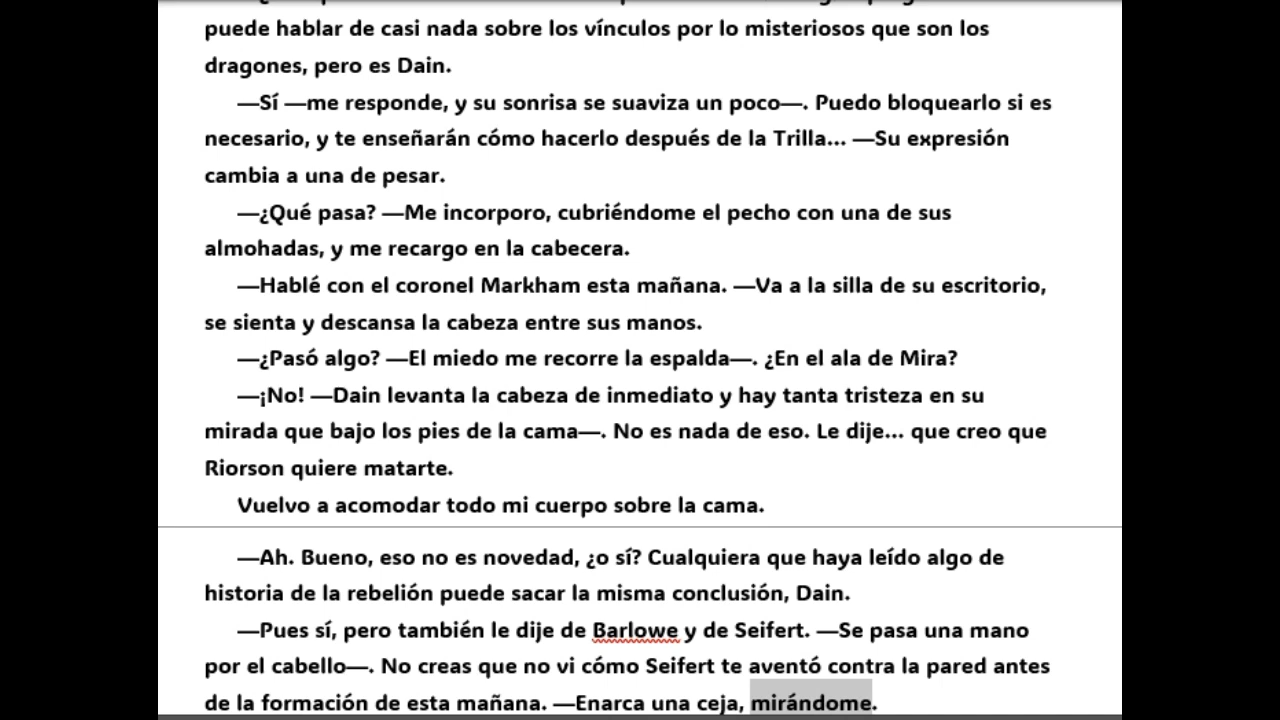 puede hablar de casi nada sobre los vínculos por lo misteriosos que son los
dragones, pero es Dain.
—Sí —me responde, y su sonrisa se suaviza un poco—. Puedo bloquearlo si es
necesario, y te enseñarán cómo hacerlo después de la Trilla... —Su expresión
cambia a una de pesar.
—¿Qué pasa? —Me incorporo, cubriéndome el pecho con una de sus
almohadas, y me recargo en la cabecera.
—Hablé con el coronel Markham esta mañana. —Va a la silla de su escritorio,
se sienta y descansa la cabeza entre sus manos.
—¿Pasó algo? —El miedo me recorre la espalda—. ¿En el ala de Mira?
—¡No! —Dain levanta la cabeza de inmediato y hay tanta tristeza en su
mirada que bajo los pies de la cama—. No es nada de eso. Le dije... que creo que
Riorson quiere matarte.
Vuelvo a acomodar todo mi cuerpo sobre la cama.
—Ah. Bueno, eso no es novedad, ¿o sí? Cualquiera que haya leído algo de
historia de la rebelión puede sacar la misma conclusión, Dain.
—Pues sí, pero también le dije de Barlowe y de Seifert. —Se pasa una mano
por el cabello—. No creas que no vi cómo Seifert te aventó contra la pared antes
de la formación de esta mañana. —Enarca una ceja, mirándome.